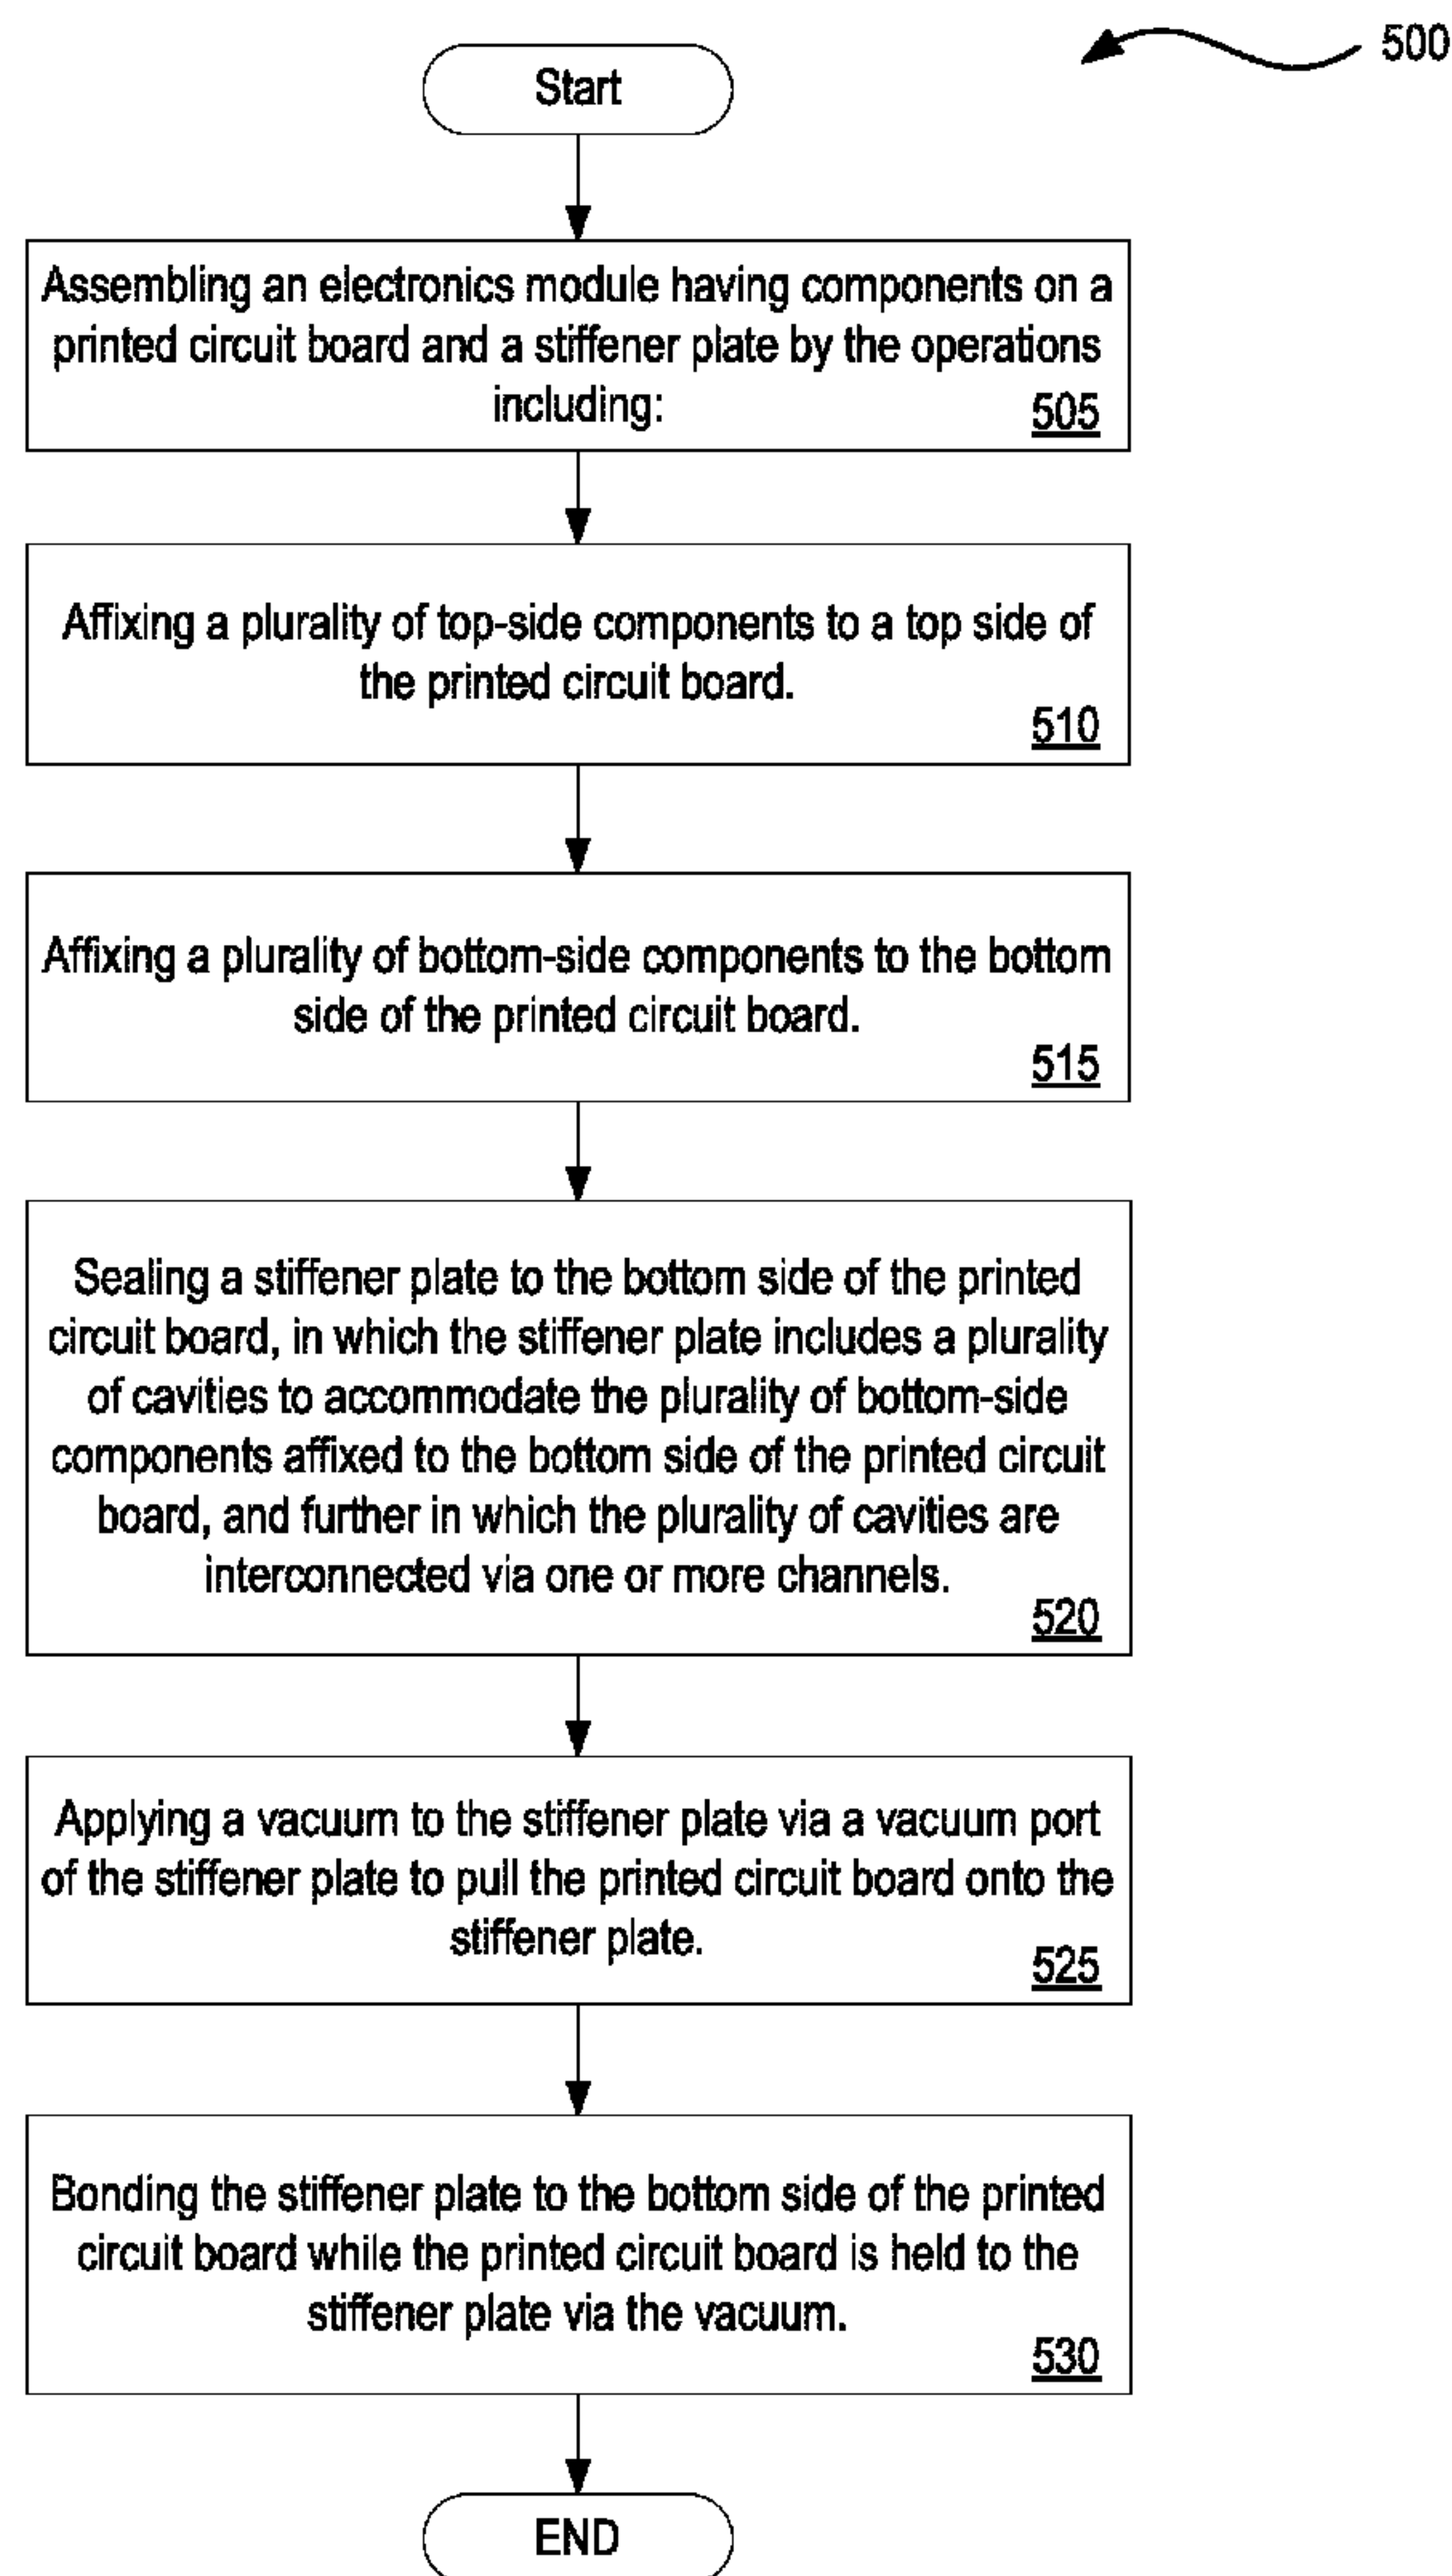 500
Start
Assembling an electronics module having components on a
printed circuit board and a stiffener plate by the operations
including:
505
Affixing a plurality of top-side components to a top side of
the printed circuit board.
510
Affixing a plurality of bottom-side components to the bottom
side of the printed circuit board.
515
Sealing a stiffener plate to the bottom side of the printed
circuit board, in which the stiffener plate includes a plurality
of cavities to accommodate the plurality of bottom-side
components affixed to the bottom side of the printed circuit
board, and further in which the plurality of cavities are
interconnected via one or more channels.
520
Applying a vacuum to the stiffener plate via a vacuum port
of the stiffener plate to pull the printed circuit board onto the
stiffener plate.
525
Bonding the stiffener plate to the bottom side of the printed
circuit board while the printed circuit board is held to the
stiffener plate via the vacuum.
530
END